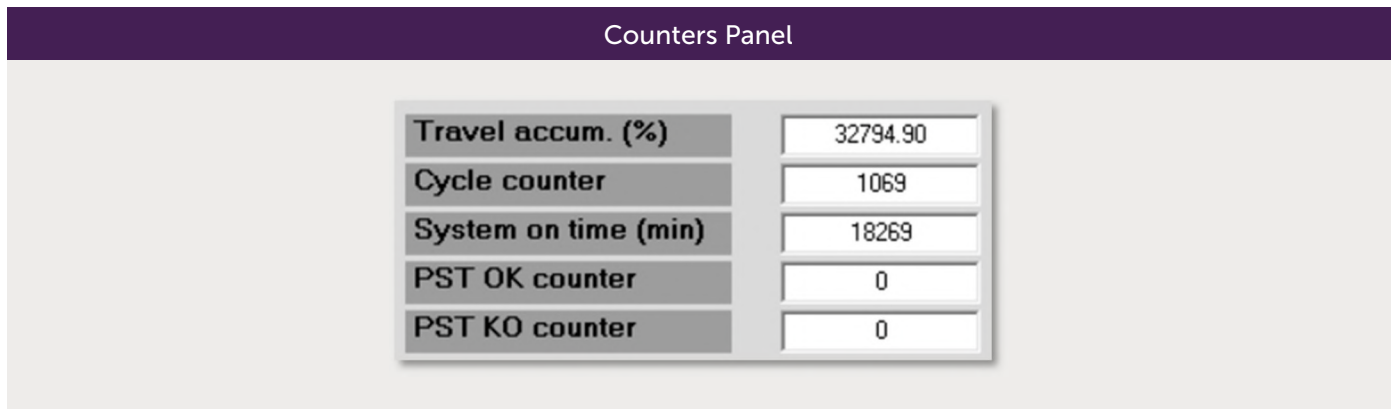 Counters Panel
Travel accum. (%) 32794.90
Cycle counter 1069
System on time (min) 18269
PST OK counter 0
PST KO counter 0